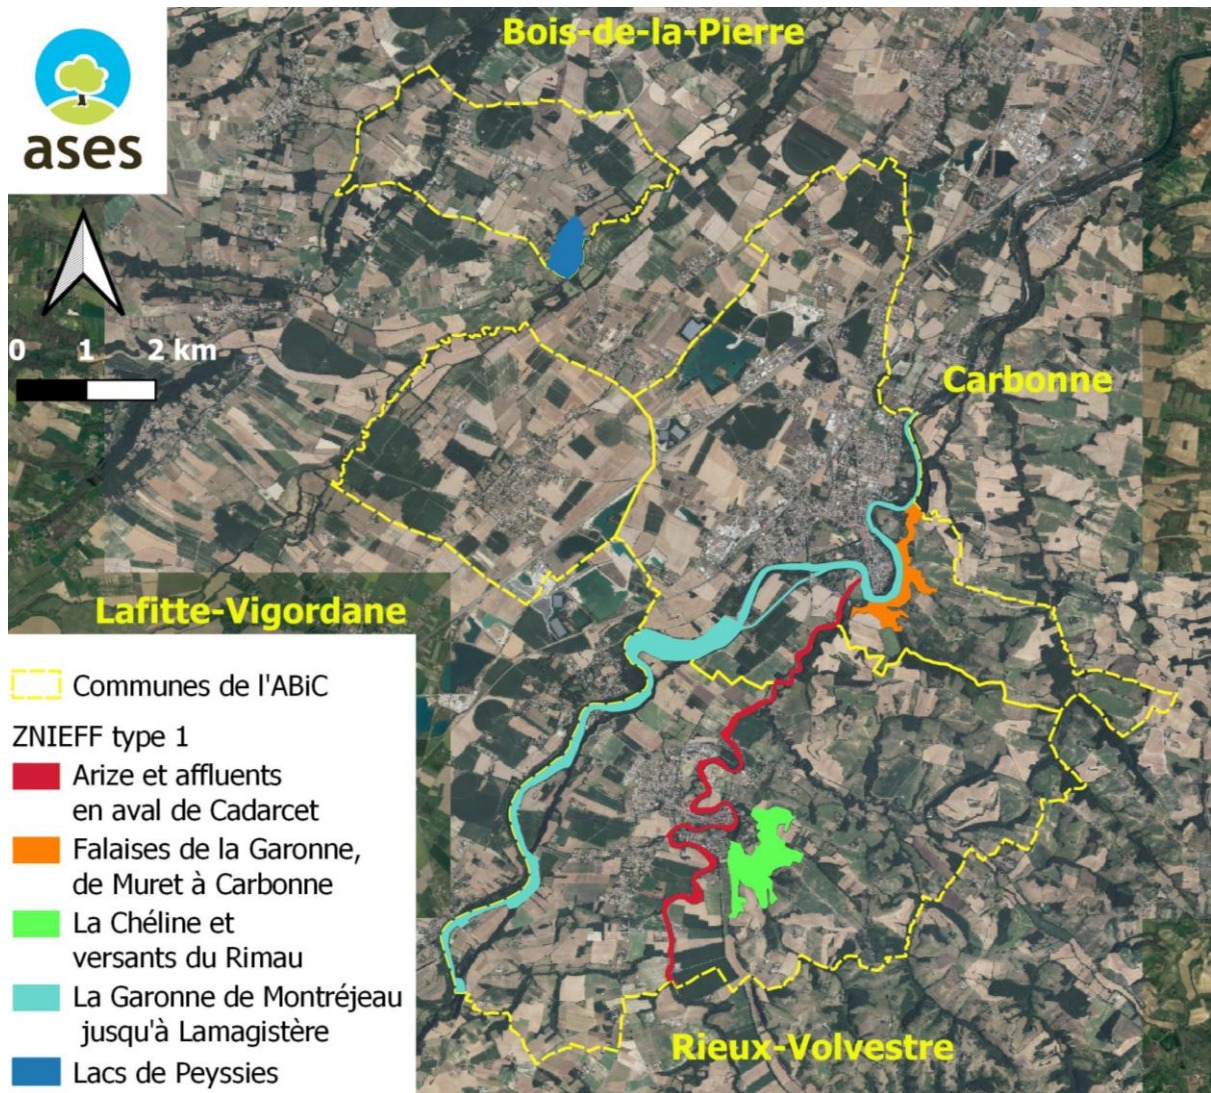 Bois-de-la-Pierre
ases
0 1 2 km
Carbonne
Lafitte-Vigordane
Communes de l'ABiC
ZNIEFF type 1
Arize et affluents
en aval de Cadarcet
Falaises de la Garonne,
de Muret à Carbonne
La Chéline et
versants du Rimau
La Garonne de Montréjeau
jusqu'à Lamagistère
Lacs de Peyssies
Rieux-Volvestre